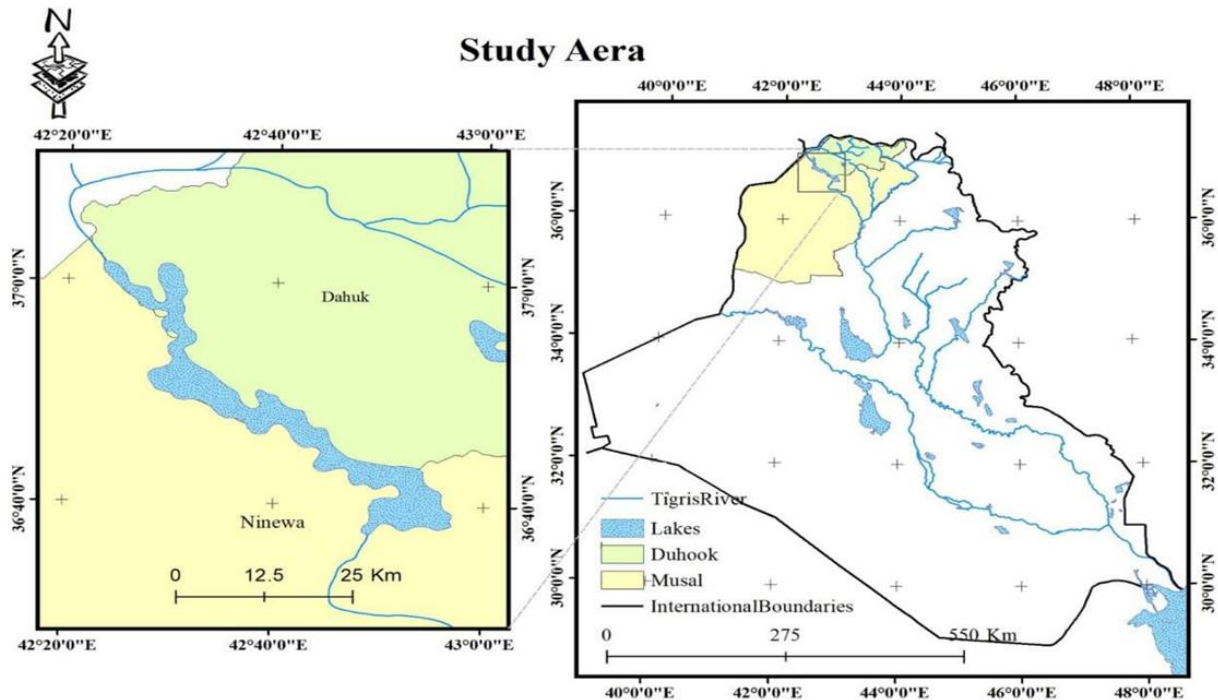 N
Study Aera
42°20'0"E 42°40'0"E 43°0'0"E
37°0'0"N
36°40'0"N
Dahuk
Ninewa
0 12.5 25 Km
37°0'0"N
36°40'0"N
42°20'0"E 42°40'0"E 43°0'0"E
40°0'0"E 42°0'0"E 44°0'0"E 46°0'0"E 48°0'0"E
36°0'0"N
34°0'0"N
32°0'0"N
30°0'0"N
TigrisRiver
Lakes
Duhook
Musal
InternationalBoundaries
0 275 550 Km
36°0'0"N
34°0'0"N
32°0'0"N
30°0'0"N
40°0'0"E 42°0'0"E 44°0'0"E 46°0'0"E 48°0'0"E